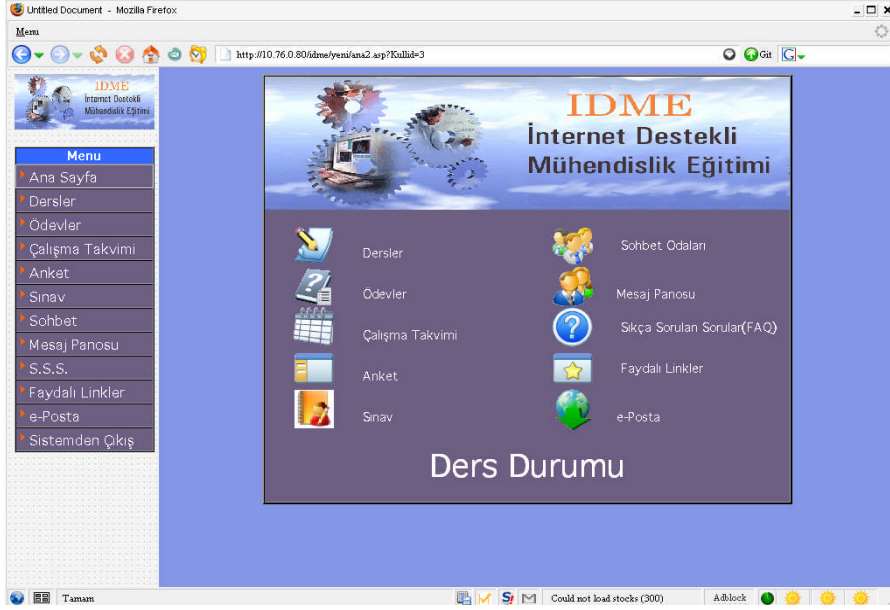 Untitled Document - Mozilla Firefox
Menu
http://10.76.0.80/idme/yeni/ana2.asp?Kullid=3
Git
G
IDME
İnternet Destekli
Mühendislik Eğitimi
Menu
Ana Sayfa
Dersler
Ödevler
Çalışma Takvimi
Anket
Sınav
Sohbet
Mesaj Panosu
S.S.S.
Faydalı Linkler
e-Posta
Sistemden Çıkış
IDME
İnternet Destekli
Mühendislik Eğitimi
Dersler
Sohbet Odaları
Ödevler
Mesaj Panosu
Çalışma Takvimi
Sıkça Sorulan Sorular(FAQ)
Anket
Faydalı Linkler
Sınav
e-Posta
Ders Durumu
Tamam
Could not load stocks (300)
Adblock